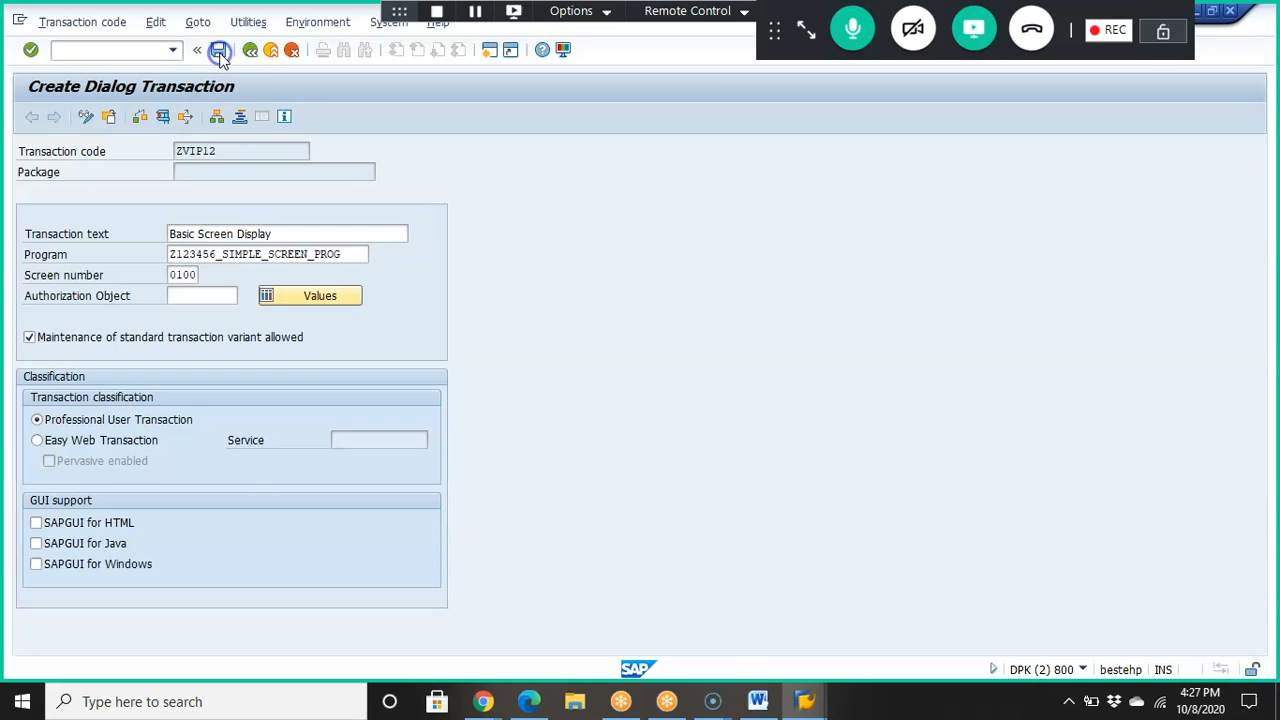 Transaction code Edit Goto Utilities Environment System Options Remote Control REC
Create Dialog Transaction
Transaction code ZVIP12
Package
Transaction text Basic Screen Display
Program Z123456_SIMPLE_SCREEN_PROG
Screen number 0100
Authorization Object Values
Maintenance of standard transaction variant allowed
Classification
Transaction classification
Professional User Transaction
Easy Web Transaction Service
Pervasive enabled
GUI support
SAPGUI for HTML
SAPGUI for Java
SAPGUI for Windows
SAP DPK (2) 800 bestehp INS
Type here to search 4:27 PM
10/8/2020